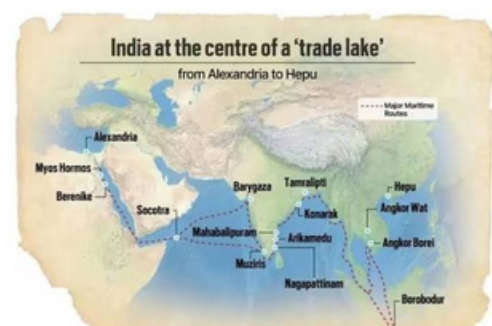 India at the centre of a ‘trade lake’
from Alexandria to Hepu
Major Maritime
Routes
Alexandria
Myos Hormos
Berenike
Socotra
Barygaza
Tamralipti
Hepu
Konarak
Angkor Wat
Mahabalipuram
Arikamedu
Angkor Borei
Muziris
Nagapattinam
Borobodur